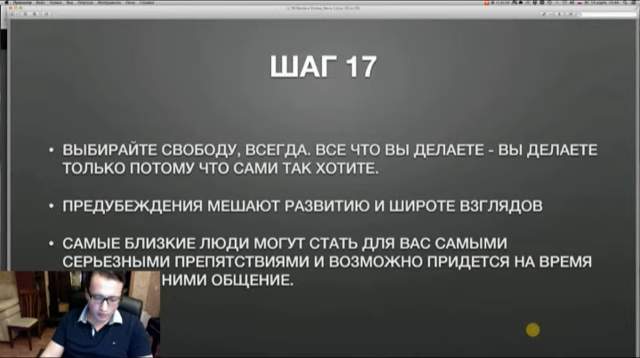 ШАГ 17
• ВЫБИРАЙТЕ СВОБОДУ, ВСЕГДА. ВСЕ ЧТО ВЫ ДЕЛАЕТЕ - ВЫ ДЕЛАЕТЕ
ТОЛЬКО ПОТОМУ ЧТО САМИ ТАК ХОТИТЕ.
• ПРЕДУБЕЖДЕНИЯ МЕШАЮТ РАЗВИТИЮ И ШИРОТЕ ВЗГЛЯДОВ
• САМЫЕ БЛИЗКИЕ ЛЮДИ МОГУТ СТАТЬ ДЛЯ ВАС САМЫМИ
СЕРЬЕЗНЫМИ ПРЕПЯТСТВИЯМИ И ВОЗМОЖНО ПРИДЕТСЯ НА ВРЕМЯ
НИМИ ОБЩЕНИЕ.